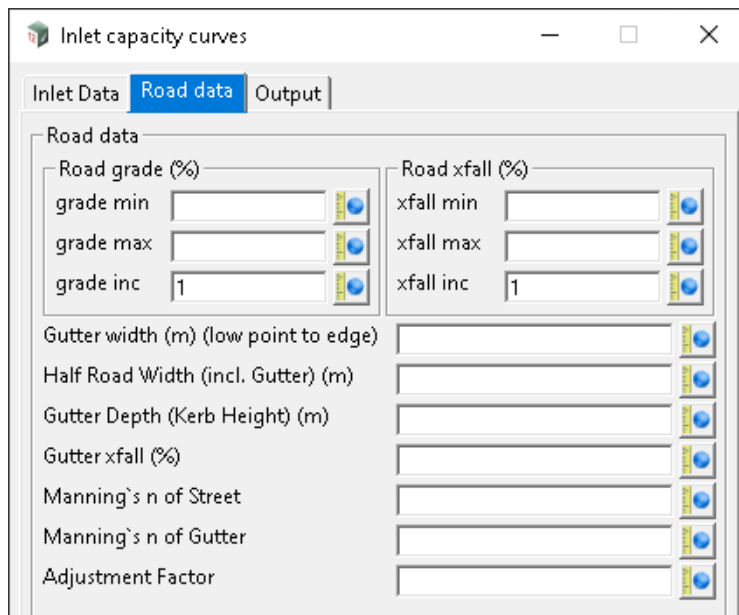 Inlet capacity curves
Inlet Data Road data Output
Road data
Road grade (%) Road xfall (%)
grade min xfall min
grade max xfall max
grade inc 1 xfall inc 1
Gutter width (m) (low point to edge)
Half Road Width (incl. Gutter) (m)
Gutter Depth (Kerb Height) (m)
Gutter xfall (%)
Manning`s n of Street
Manning`s n of Gutter
Adjustment Factor